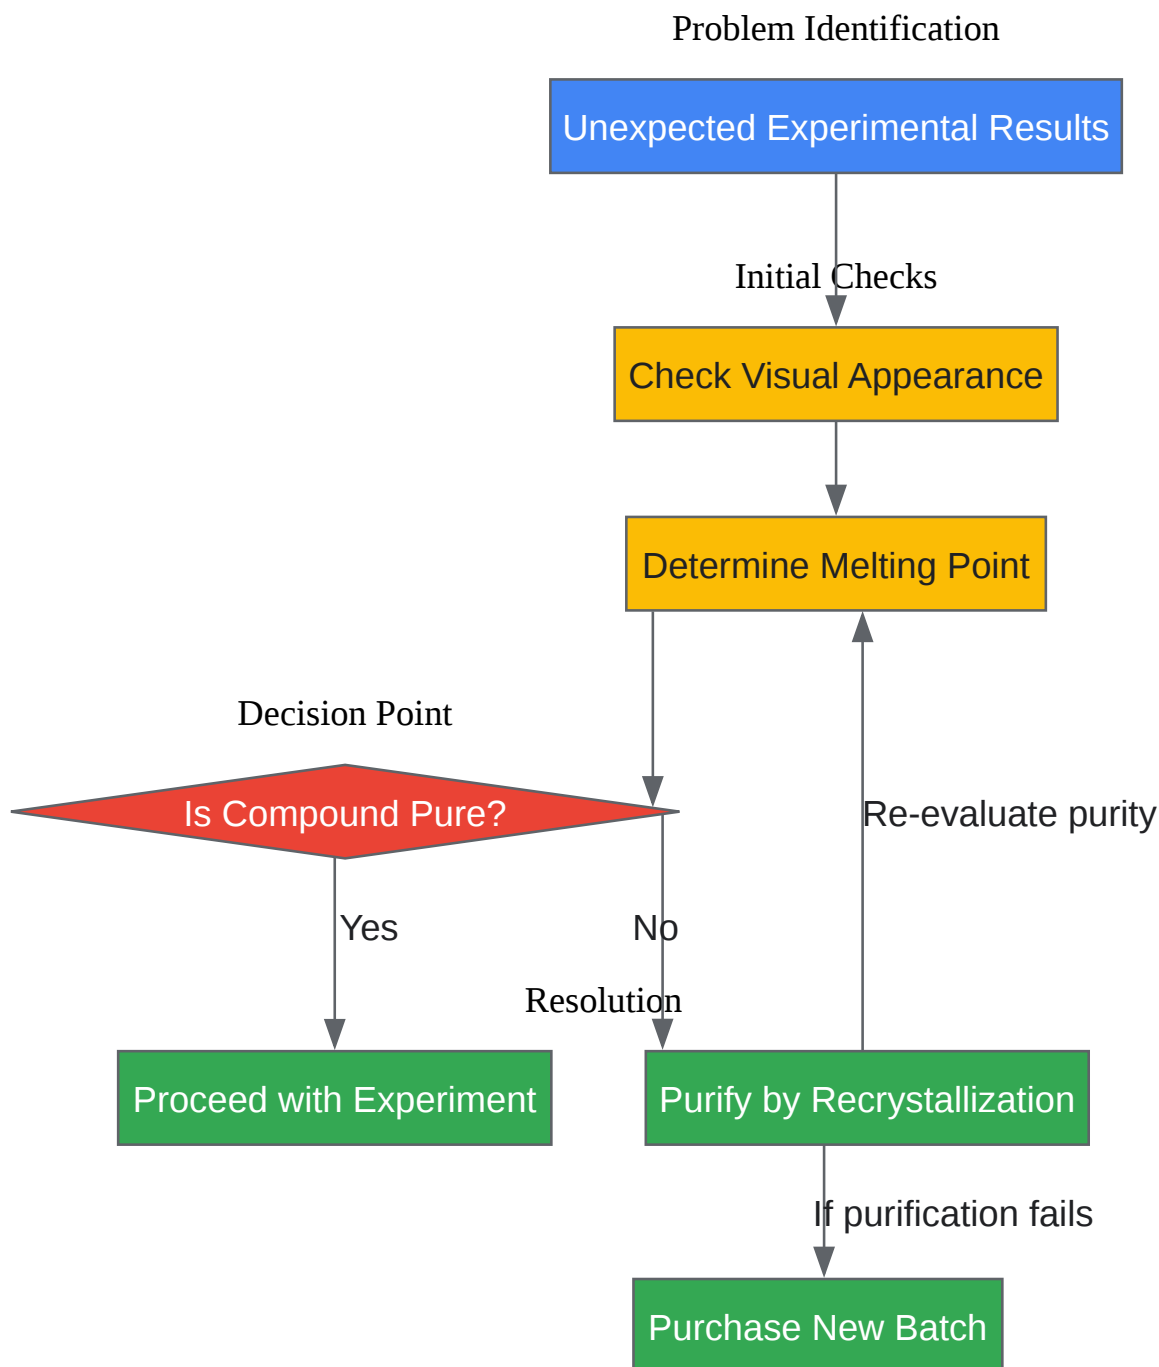 Problem Identification
Unexpected Experimental Results
Initial Checks
Check Visual Appearance
Determine Melting Point
Decision Point
Is Compound Pure?
Re-evaluate purity
Yes
No
Resolution
Proceed with Experiment
Purify by Recrystallization
If purification fails
Purchase New Batch